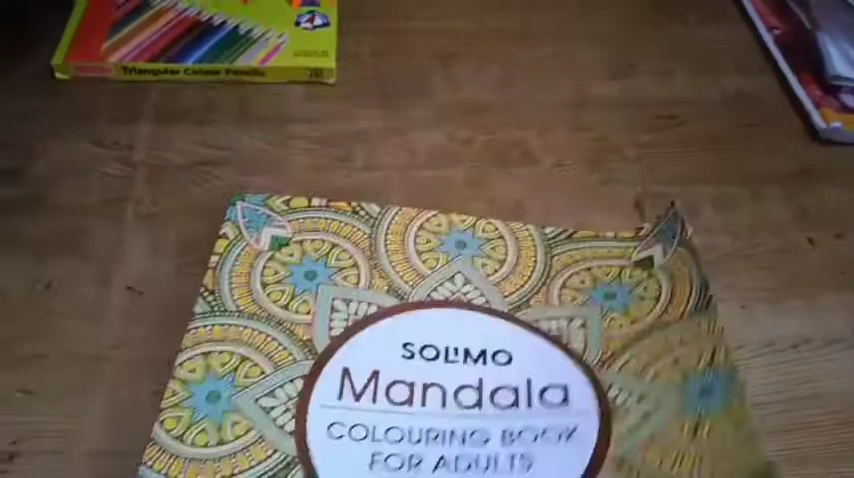 Triangular Colour Pencils
SOLIMO
Mandala
COLOURING BOOK
FOR ADULTS